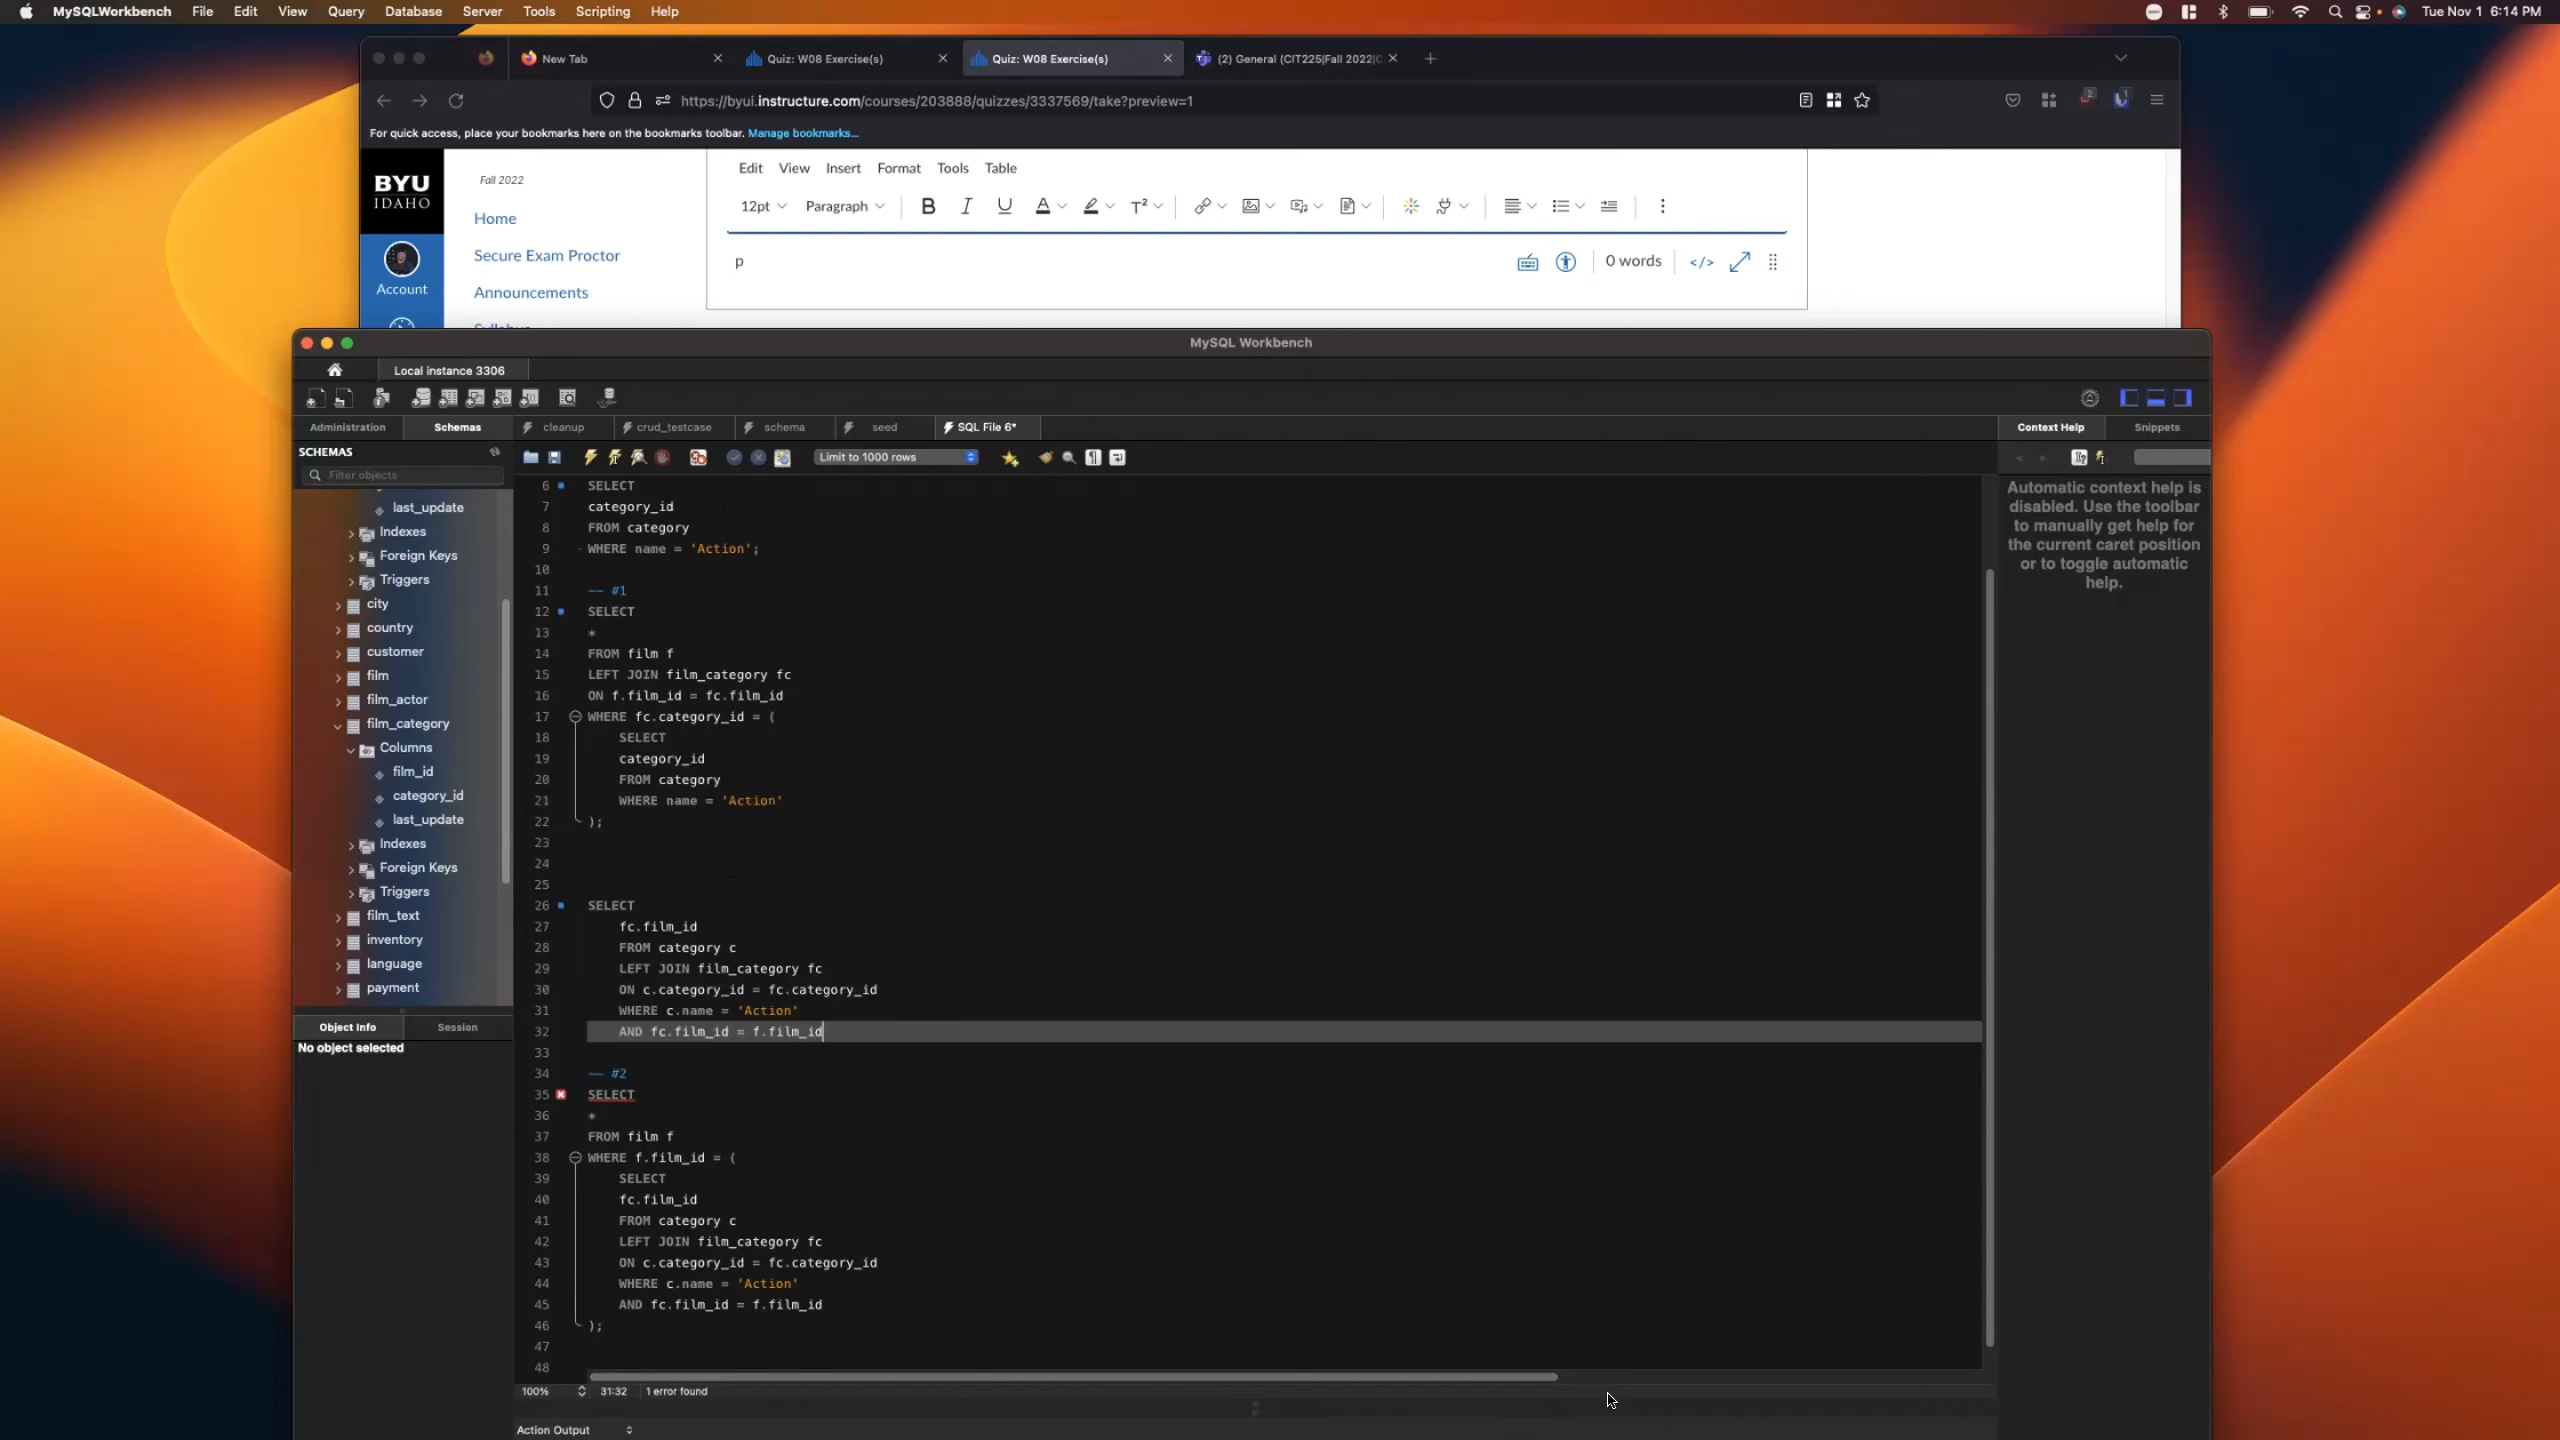 MySQLWorkbench File Edit View Query Database Server Tools Scripting Help
Tue Nov 1 6:14 PM
New Tab
Quiz: W08 Exercise(s)
Quiz: W08 Exercise(s)
(2) General (CIT225|Fall 2022|C
https://byui.instructure.com/courses/203888/quizzes/3337569/take?preview=1
2
1
For quick access, place your bookmarks here on the bookmarks toolbar. Manage bookmarks...
BYU
IDAHO
Account
Fall 2022
Home
Secure Exam Proctor
Announcements
Syllabus
Edit View Insert Format Tools Table
12pt Paragraph B I U A T²
p
0 words </>
MySQL Workbench
Local instance 3306
Administration Schemas
cleanup crud_testcase schema seed SQL File 6*
Context Help Snippets
SCHEMAS
Filter objects
Limit to 1000 rows
last_update
Indexes
Foreign Keys
Triggers
city
country
customer
film
film_actor
film_category
Columns
film_id
category_id
last_update
Indexes
Foreign Keys
Triggers
film_text
inventory
language
payment
Object Info Session
No object selected
6 SELECT
7 category_id
8 FROM category
9 WHERE name = 'Action';
10
11 -- #1
12 SELECT
13 *
14 FROM film f
15 LEFT JOIN film_category fc
16 ON f.film_id = fc.film_id
17 WHERE fc.category_id = (
18 SELECT
19 category_id
20 FROM category
21 WHERE name = 'Action'
22 );
23
24
25
26 SELECT
27 fc.film_id
28 FROM category c
29 LEFT JOIN film_category fc
30 ON c.category_id = fc.category_id
31 WHERE c.name = 'Action'
32 AND fc.film_id = f.film_id
33
34 -- #2
35 SELECT
36 *
37 FROM film f
38 WHERE f.film_id = (
39 SELECT
40 fc.film_id
41 FROM category c
42 LEFT JOIN film_category fc
43 ON c.category_id = fc.category_id
44 WHERE c.name = 'Action'
45 AND fc.film_id = f.film_id
46 );
47
48
100% 31:32 1 error found
Action Output
Automatic context help is
disabled. Use the toolbar
to manually get help for
the current caret position
or to toggle automatic
help.